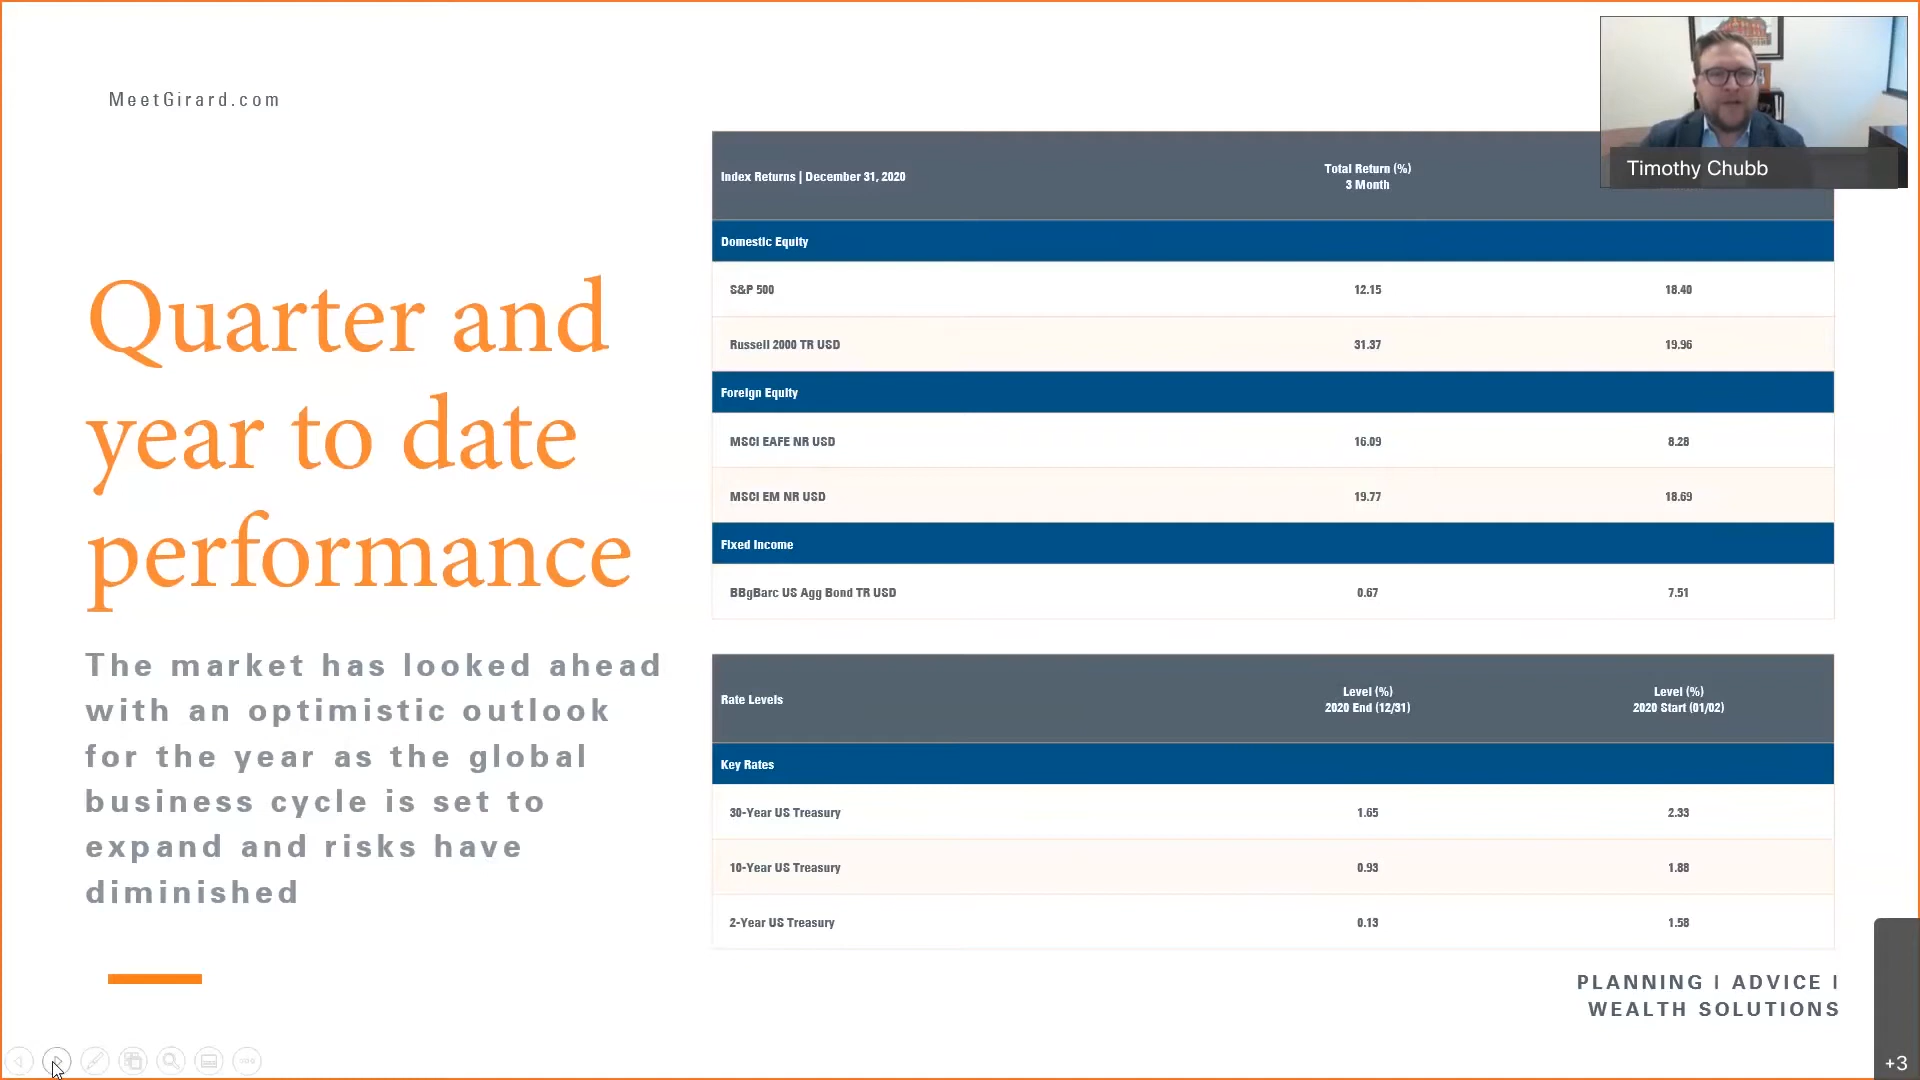 MeetGirard.com
Timothy Chubb
Quarter and
year to date
performance
The market has looked ahead
with an optimistic outlook
for the year as the global
business cycle is set to
expand and risks have
diminished
Index Returns | December 31, 2020
Total Return (%)
3 Month
Domestic Equity
S&P 500 12.15 18.40
Russell 2000 TR USD 31.37 19.96
Foreign Equity
MSCI EAFE NR USD 16.09 8.28
MSCI EM NR USD 19.77 18.69
Fixed Income
BBgBarc US Agg Bond TR USD 0.67 7.51
Rate Levels
Level (%)
2020 End (12/31)
Level (%)
2020 Start (01/02)
Key Rates
30-Year US Treasury 1.65 2.33
10-Year US Treasury 0.93 1.88
2-Year US Treasury 0.13 1.58
PLANNING | ADVICE |
WEALTH SOLUTIONS
+3